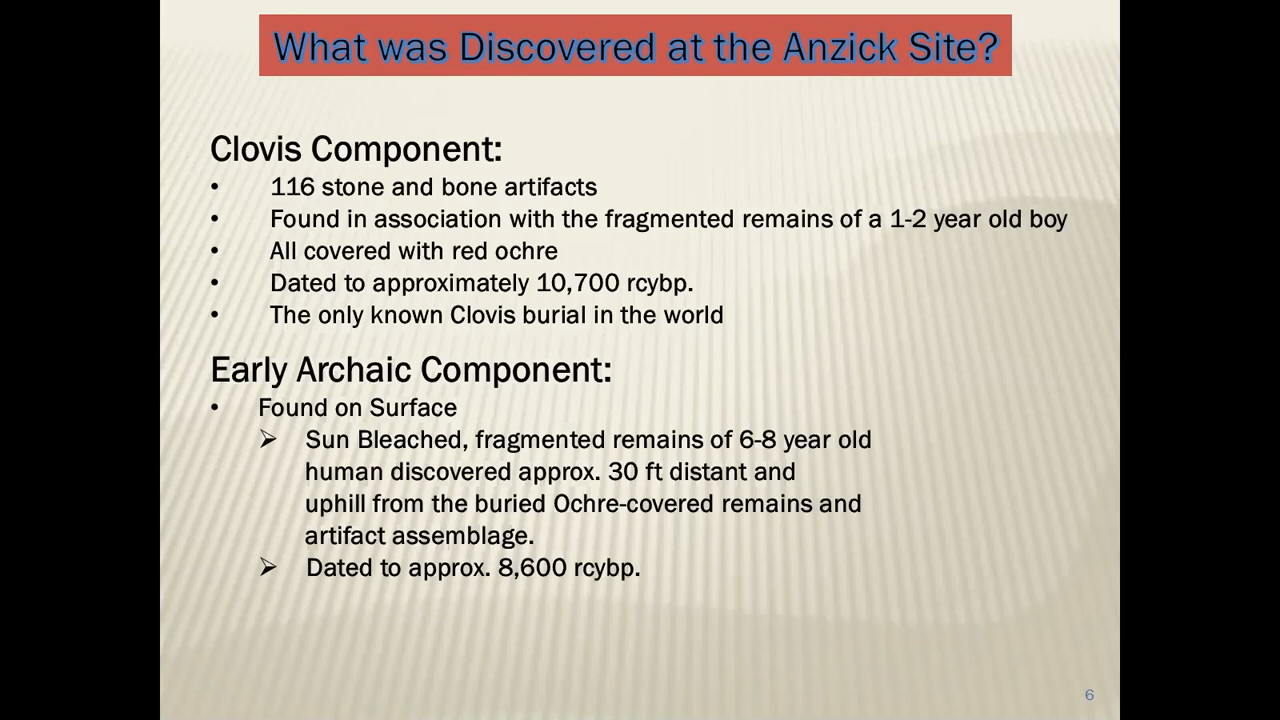 What was Discovered at the Anzick Site?
Clovis Component:
• 116 stone and bone artifacts
• Found in association with the fragmented remains of a 1-2 year old boy
• All covered with red ochre
• Dated to approximately 10,700 rcybp.
• The only known Clovis burial in the world
Early Archaic Component:
• Found on Surface
➢ Sun Bleached, fragmented remains of 6-8 year old
human discovered approx. 30 ft distant and
uphill from the buried Ochre-covered remains and
artifact assemblage.
➢ Dated to approx. 8,600 rcybp.
6